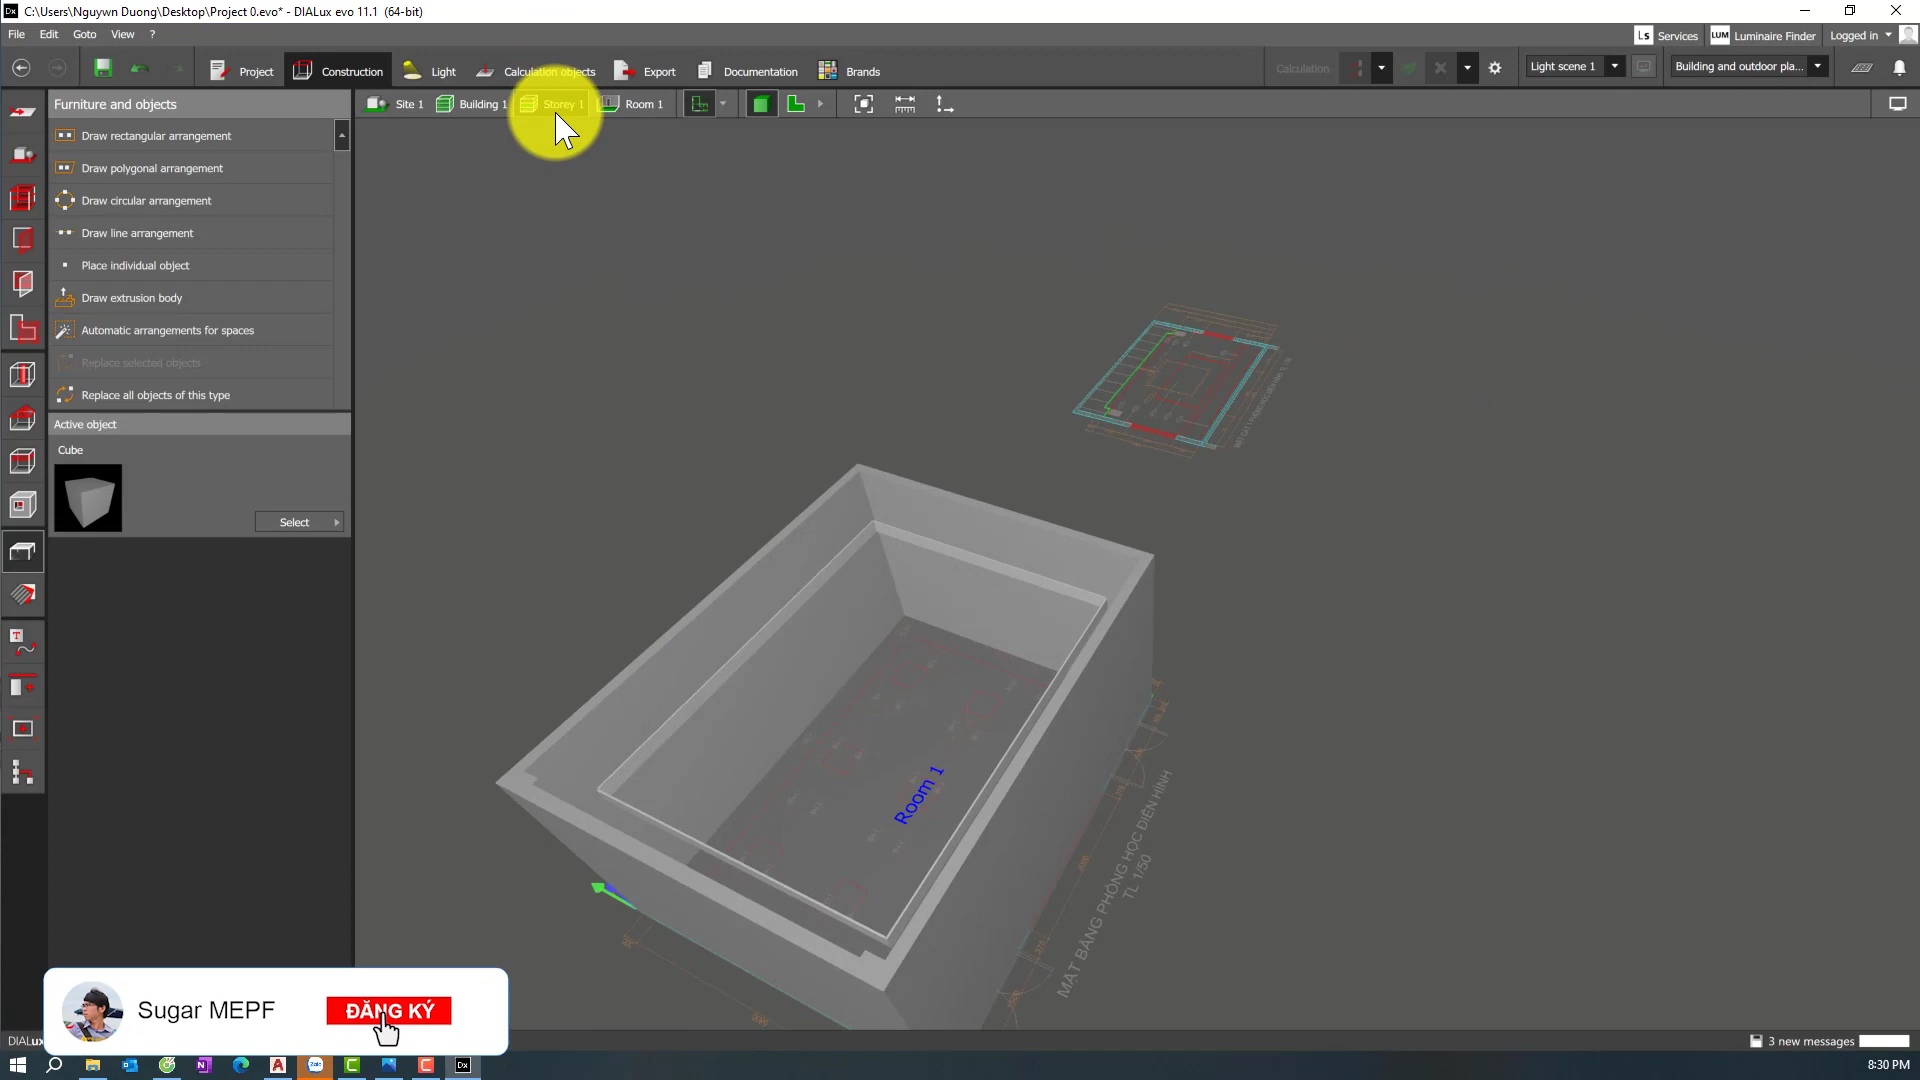 C:\Users\Nguywn Duong\Desktop\Project 0.evo* - DIALux evo 11.1 (64-bit)
File Edit Goto View ?
Services
Luminaire Finder
Logged in
Project
Construction
Light
Calculation objects
Export
Documentation
Brands
Calculation
Light scene 1
Building and outdoor pla...
Furniture and objects
Site 1
Building 1
Storey 1
Room 1
Draw rectangular arrangement
Draw polygonal arrangement
Draw circular arrangement
Draw line arrangement
Place individual object
Draw extrusion body
Automatic arrangements for spaces
Replace selected objects
Replace all objects of this type
Active object
Cube
Select
Room 1
MẶT BẰNG PHÒNG HỌC ĐIỂN HÌNH
TL 1/50
Sugar MEPF
ĐĂNG KÝ
DIALux
3 new messages
8:30 PM